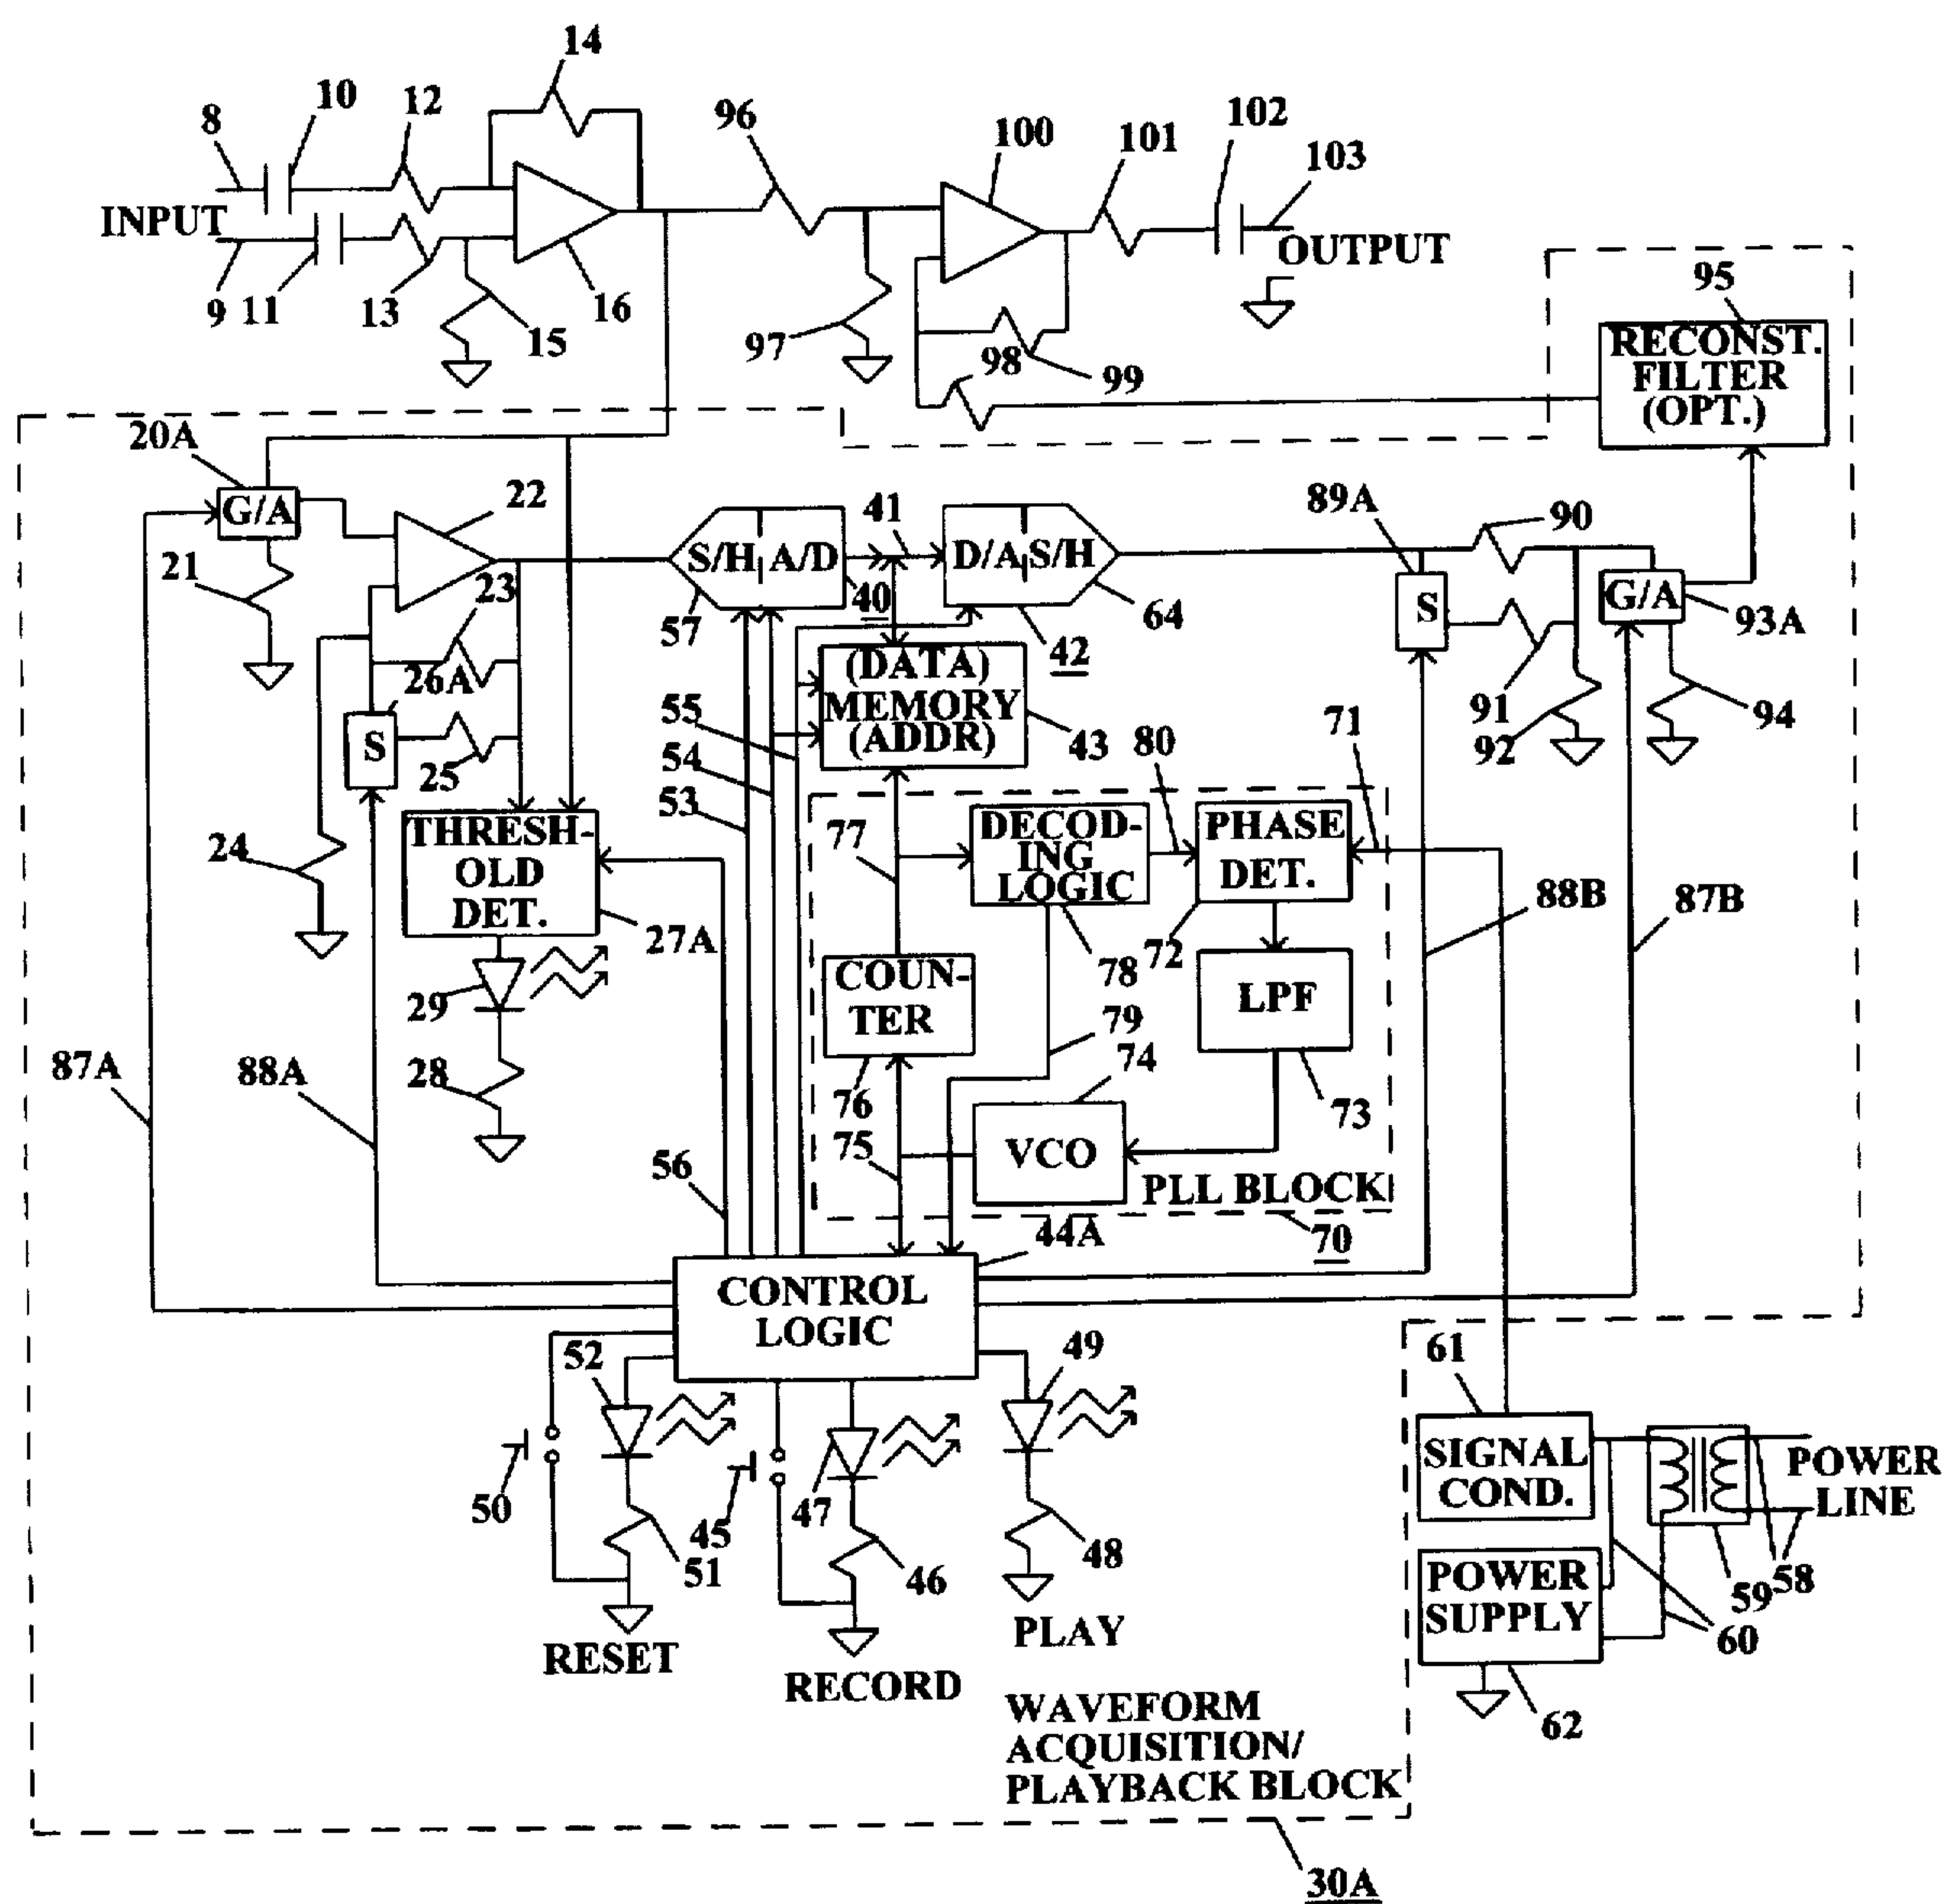 14
8
10
12
96
100
101
102
103
INPUT
OUTPUT
9
11
13
15
16
97
98
99
95
RECONST.
FILTER
(OPT.)
20A
G/A
22
21
23
S/H
A/D
57
40
41
D/A
S/H
42
64
89A
S
90
G/A
93A
26A
S
25
24
91
92
94
(DATA)
MEMORY
(ADDR)
43
55
54
53
80
71
THRESH-
OLD
DET.
27A
29
28
77
DECOD-
ING
LOGIC
78
PHASE
DET.
72
88B
87B
COUN-
TER
76
79
74
LPF
73
75
VCO
PLL BLOCK
70
87A
88A
56
44A
CONTROL
LOGIC
52
49
61
50
51
45
47
46
48
SIGNAL
COND.
POWER
LINE
POWER
SUPPLY
59
58
60
62
RESET
RECORD
PLAY
WAVEFORM
ACQUISITION/
PLAYBACK BLOCK
30A